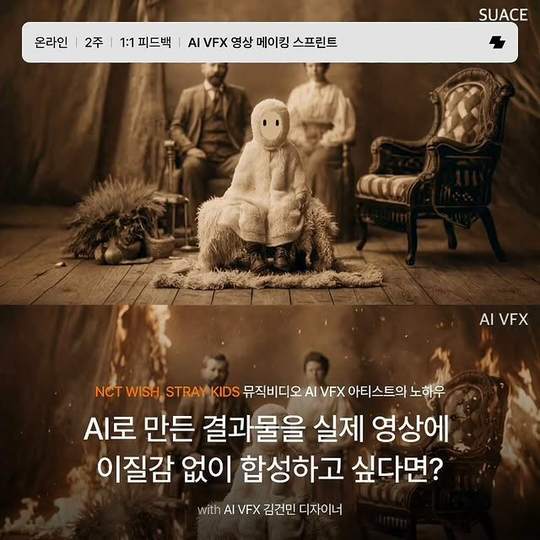 SUACE
온라인 | 2주 | 1:1 피드백 | AI VFX 영상 메이킹 스프린트
AI VFX
NCT WISH, STRAY KIDS 뮤직비디오 AI VFX 아티스트의 노하우
AI로 만든 결과물을 실제 영상에
이질감 없이 합성하고 싶다면?
with AI VFX 김건민 디자이너